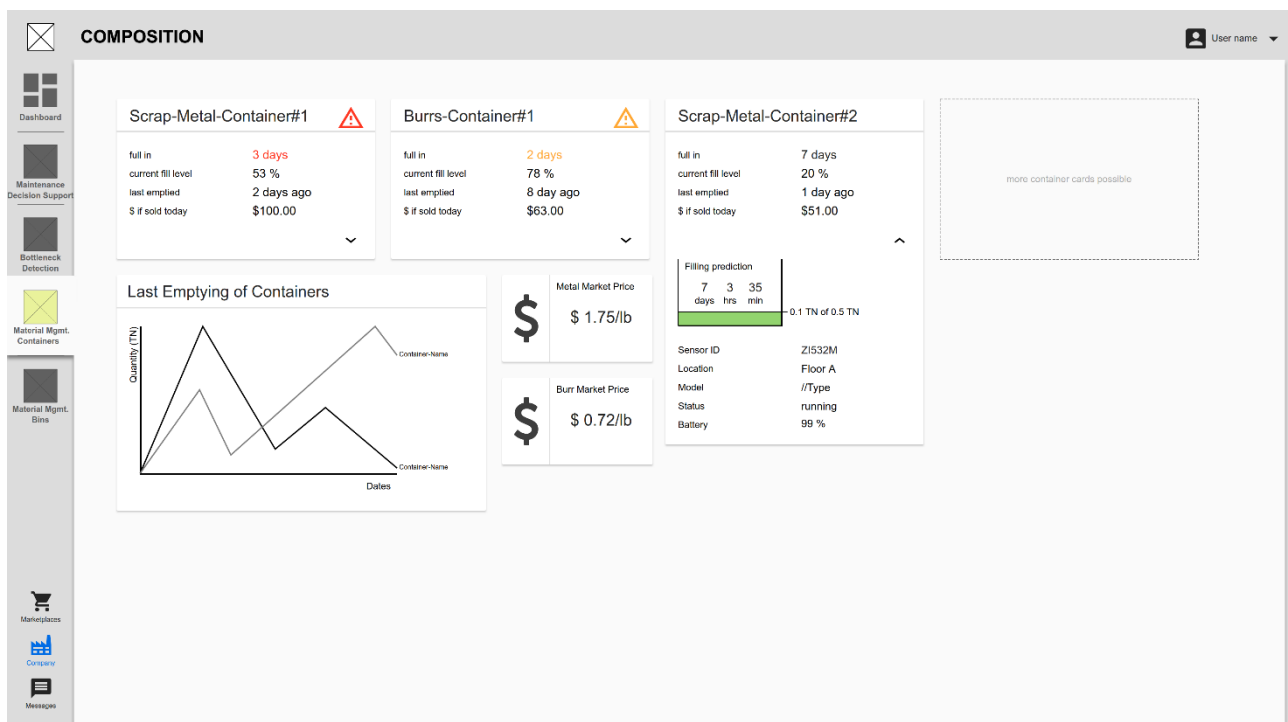 COMPOSITION
User name
Dashboard
Maintenance
Decision Support
Bottleneck
Detection
Material Mgmt.
Containers
Material Mgmt.
Bins
Marketplaces
Company
Messages
Scrap-Metal-Container#1
full in 3 days
current fill level 53 %
last emptied 2 days ago
$ if sold today $100.00
Burrs-Container#1
full in 2 days
current fill level 78 %
last emptied 8 day ago
$ if sold today $63.00
Scrap-Metal-Container#2
full in 7 days
current fill level 20 %
last emptied 1 day ago
$ if sold today $51.00
Filling prediction
7 3 35
days hrs min
0.1 TN of 0.5 TN
Sensor ID ZI532M
Location Floor A
Model //Type
Status running
Battery 99 %
more container cards possible
Last Emptying of Containers
Quantity (TN)
Container-Name
Container-Name
Dates
Metal Market Price
$ $ 1.75/lb
Burr Market Price
$ $ 0.72/lb